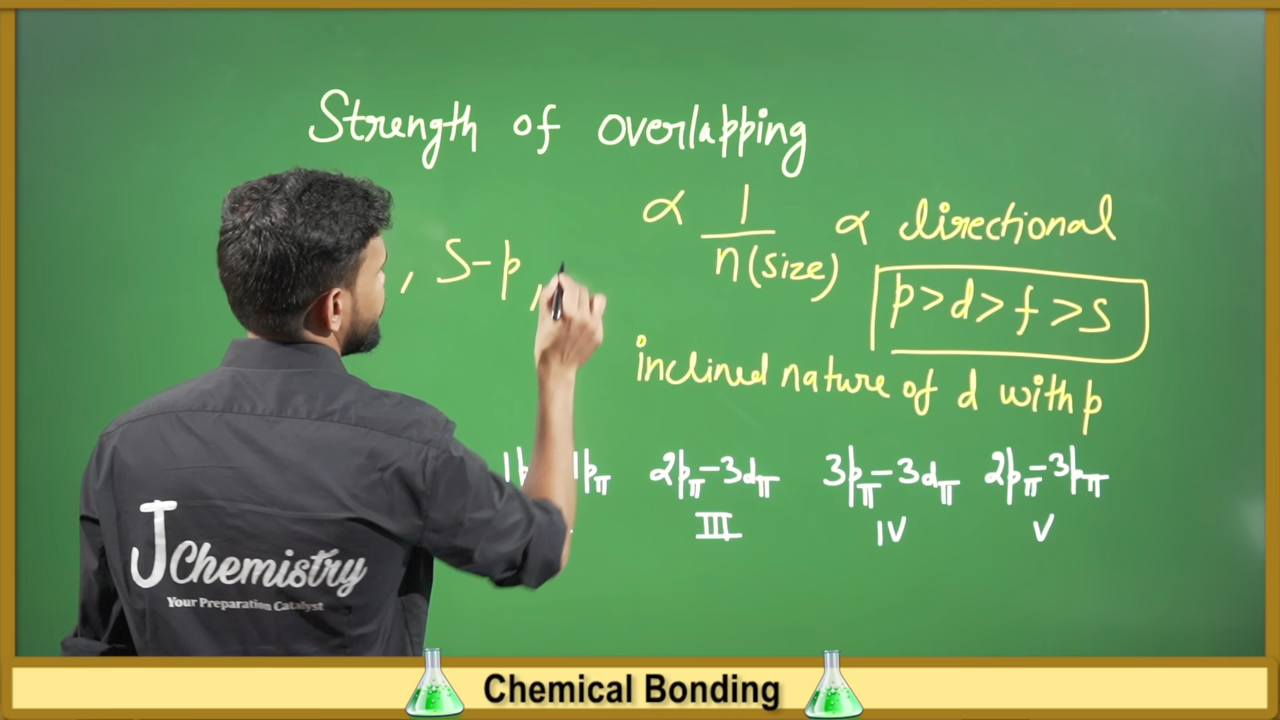 Strength of overlapping
∝ 1/n(size) ∝ directional
, S-p,
p>d>f>s
inclined nature of d with p
1pπ 2pπ-3dπ 3pπ-3dπ 2pπ-3pπ
III IV V
J Chemistry
Your Preparation Catalyst
Chemical Bonding